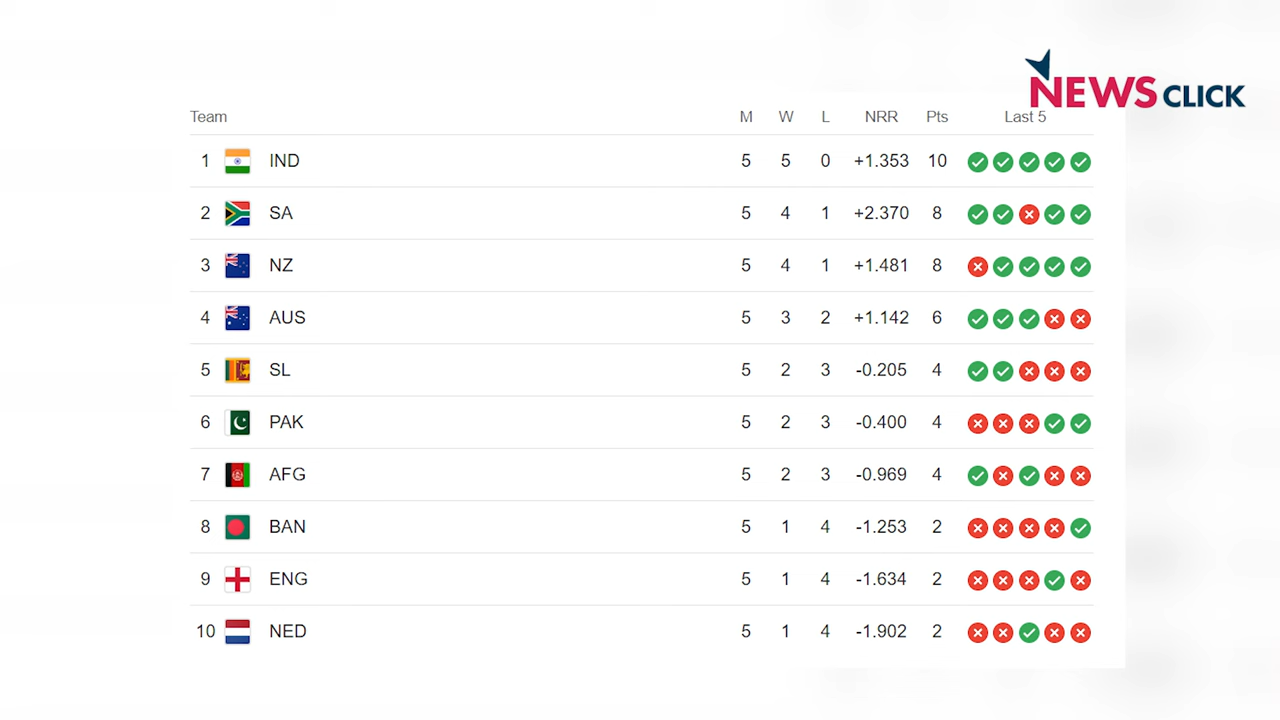 NEWS CLICK
Team M W L NRR Pts Last 5
1 IND 5 5 0 +1.353 10
2 SA 5 4 1 +2.370 8
3 NZ 5 4 1 +1.481 8
4 AUS 5 3 2 +1.142 6
5 SL 5 2 3 -0.205 4
6 PAK 5 2 3 -0.400 4
7 AFG 5 2 3 -0.969 4
8 BAN 5 1 4 -1.253 2
9 ENG 5 1 4 -1.634 2
10 NED 5 1 4 -1.902 2